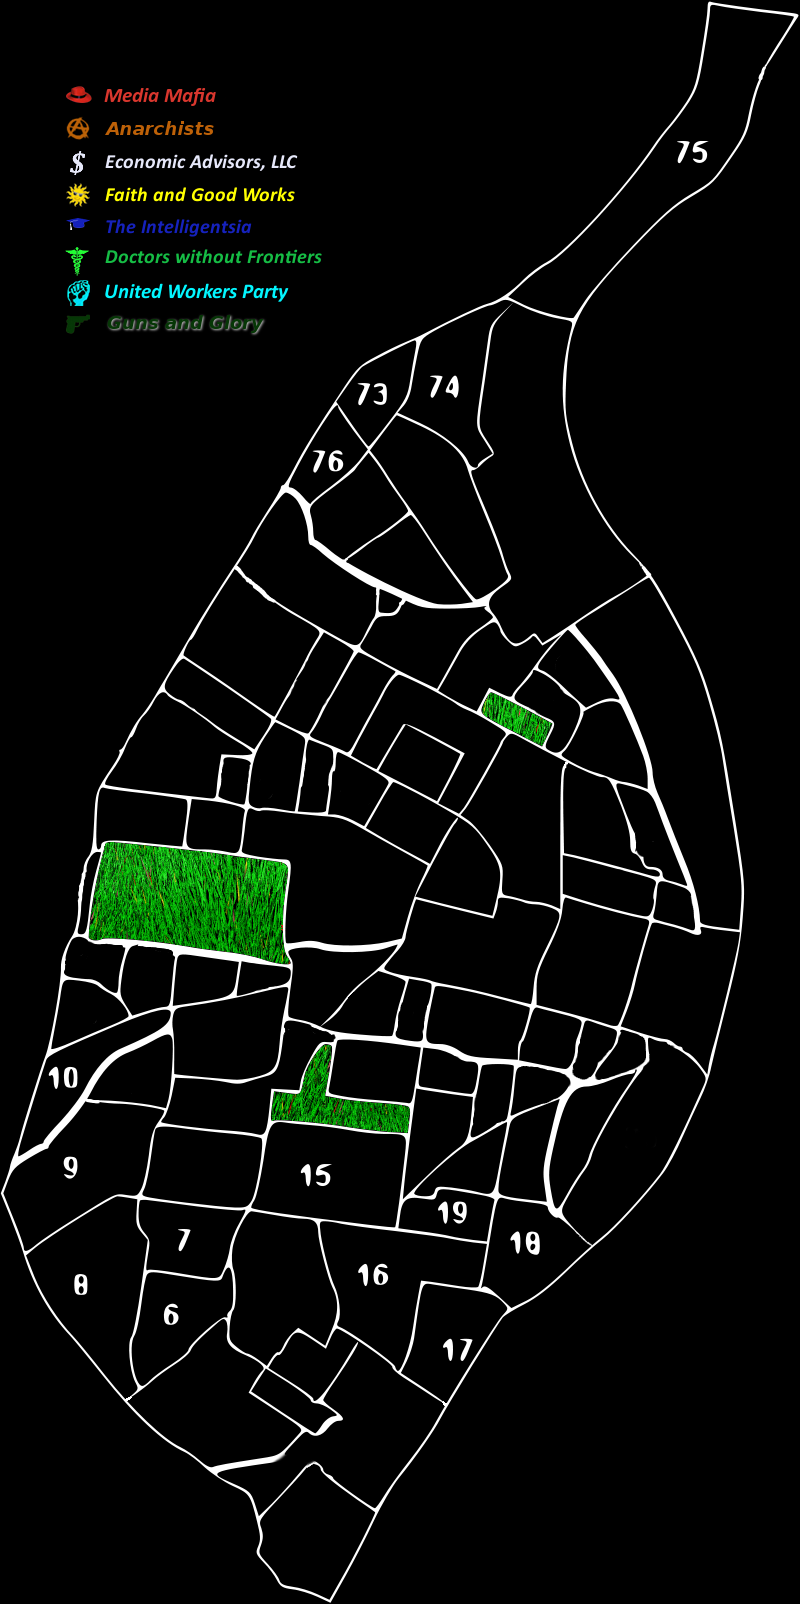 75
Media Mafia
Anarchists
$ Economic Advisors, LLC
Faith and Good Works
The Intelligentsia
Doctors without Frontiers
United Workers Party
Guns and Glory
73
74
76
10
9
15
19
7
18
16
8
6
17